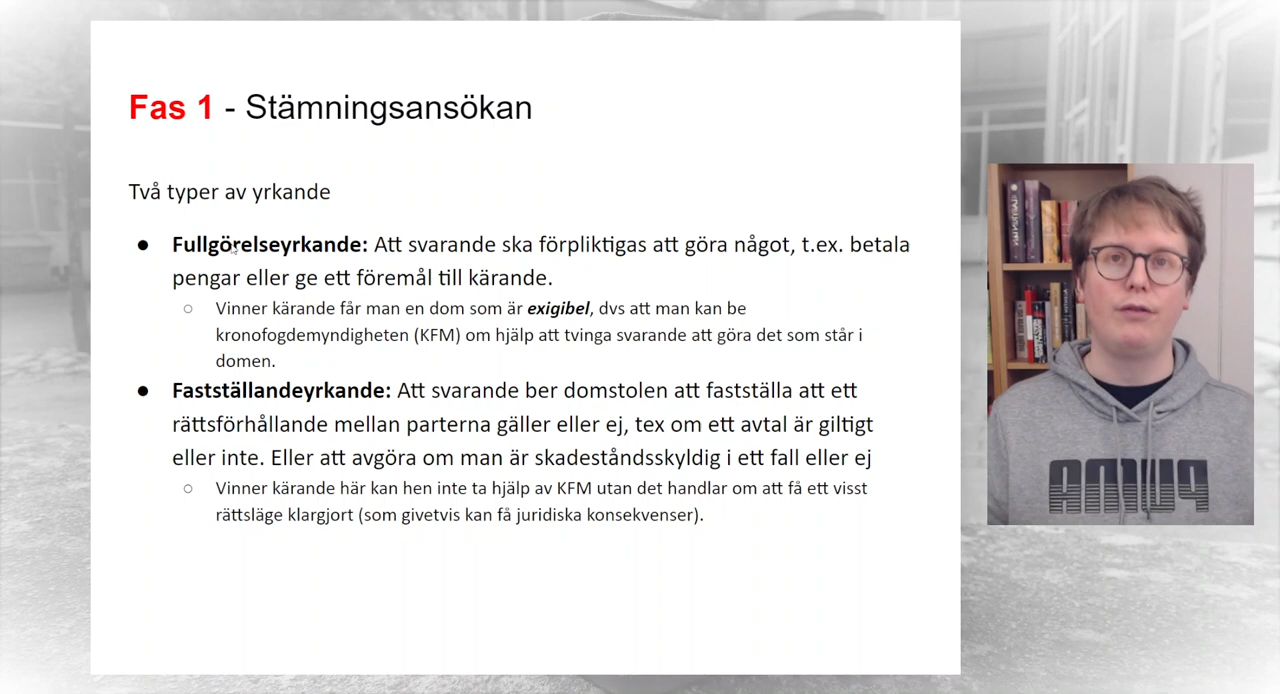 Fas 1 - Stämningsansökan
Två typer av yrkande
● Fullgörelseyrkande: Att svarande ska förpliktigas att göra något, t.ex. betala
pengar eller ge ett föremål till kärande.
○ Vinner kärande får man en dom som är exigibel, dvs att man kan be
kronofogdemyndigheten (KFM) om hjälp att tvinga svarande att göra det som står i
domen.
● Fastställandeyrkande: Att svarande ber domstolen att fastställa att ett
rättsförhållande mellan parterna gäller eller ej, tex om ett avtal är giltigt
eller inte. Eller att avgöra om man är skadeståndsskyldig i ett fall eller ej
○ Vinner kärande här kan hen inte ta hjälp av KFM utan det handlar om att få ett visst
rättsläge klargjort (som givetvis kan få juridiska konsekvenser).